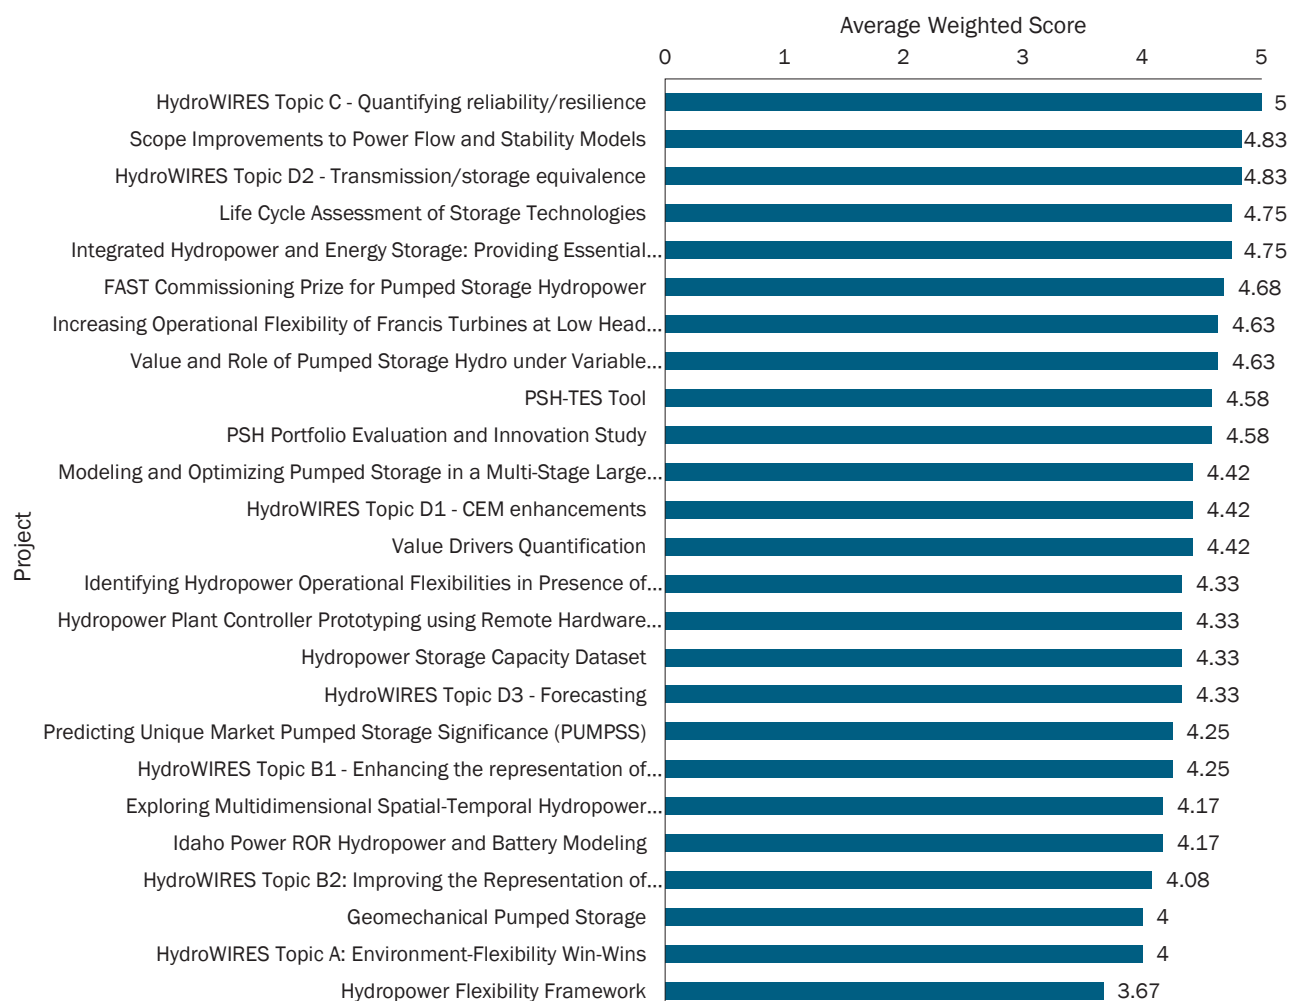 Average Weighted Score
0 1 2 3 4 5
Project
HydroWIRES Topic C - Quantifying reliability/resilience 5
Scope Improvements to Power Flow and Stability Models 4.83
HydroWIRES Topic D2 - Transmission/storage equivalence 4.83
Life Cycle Assessment of Storage Technologies 4.75
Integrated Hydropower and Energy Storage: Providing Essential... 4.75
FAST Commissioning Prize for Pumped Storage Hydropower 4.68
Increasing Operational Flexibility of Francis Turbines at Low Head... 4.63
Value and Role of Pumped Storage Hydro under Variable... 4.63
PSH-TES Tool 4.58
PSH Portfolio Evaluation and Innovation Study 4.58
Modeling and Optimizing Pumped Storage in a Multi-Stage Large... 4.42
HydroWIRES Topic D1 - CEM enhancements 4.42
Value Drivers Quantification 4.42
Identifying Hydropower Operational Flexibilities in Presence of... 4.33
Hydropower Plant Controller Prototyping using Remote Hardware... 4.33
Hydropower Storage Capacity Dataset 4.33
HydroWIRES Topic D3 - Forecasting 4.33
Predicting Unique Market Pumped Storage Significance (PUMPSS) 4.25
HydroWIRES Topic B1 - Enhancing the representation of... 4.25
Exploring Multidimensional Spatial-Temporal Hydropower... 4.17
Idaho Power ROR Hydropower and Battery Modeling 4.17
HydroWIRES Topic B2: Improving the Representation of... 4.08
Geomechanical Pumped Storage 4
HydroWIRES Topic A: Environment-Flexibility Win-Wins 4
Hydropower Flexibility Framework 3.67